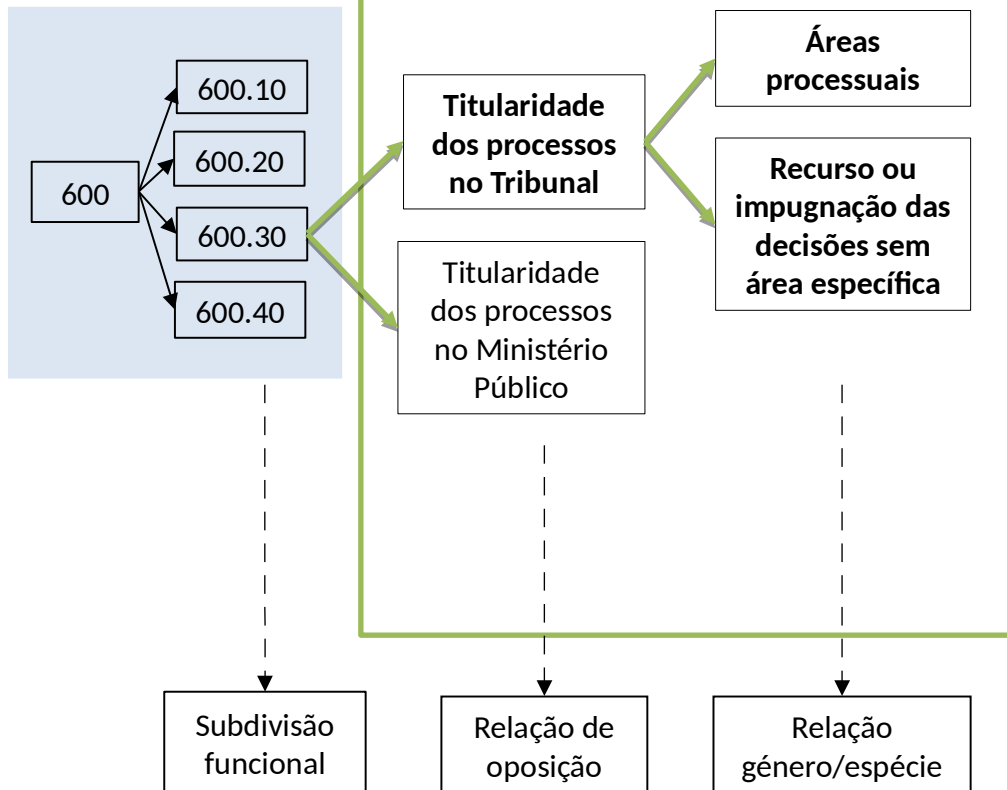 600
600.10
600.20
600.30
600.40
Titularidade
dos processos
no Tribunal
Titularidade
dos processos
no Ministério
Público
Áreas
processuais
Recurso ou
impugnação das
decisões sem
área específica
Subdivisão
funcional
Relação de
oposição
Relação
género/espécie